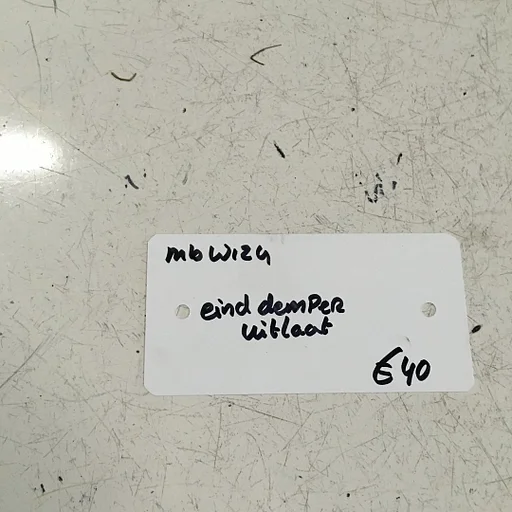 mb W124
eind demPer
uitlaat
€40